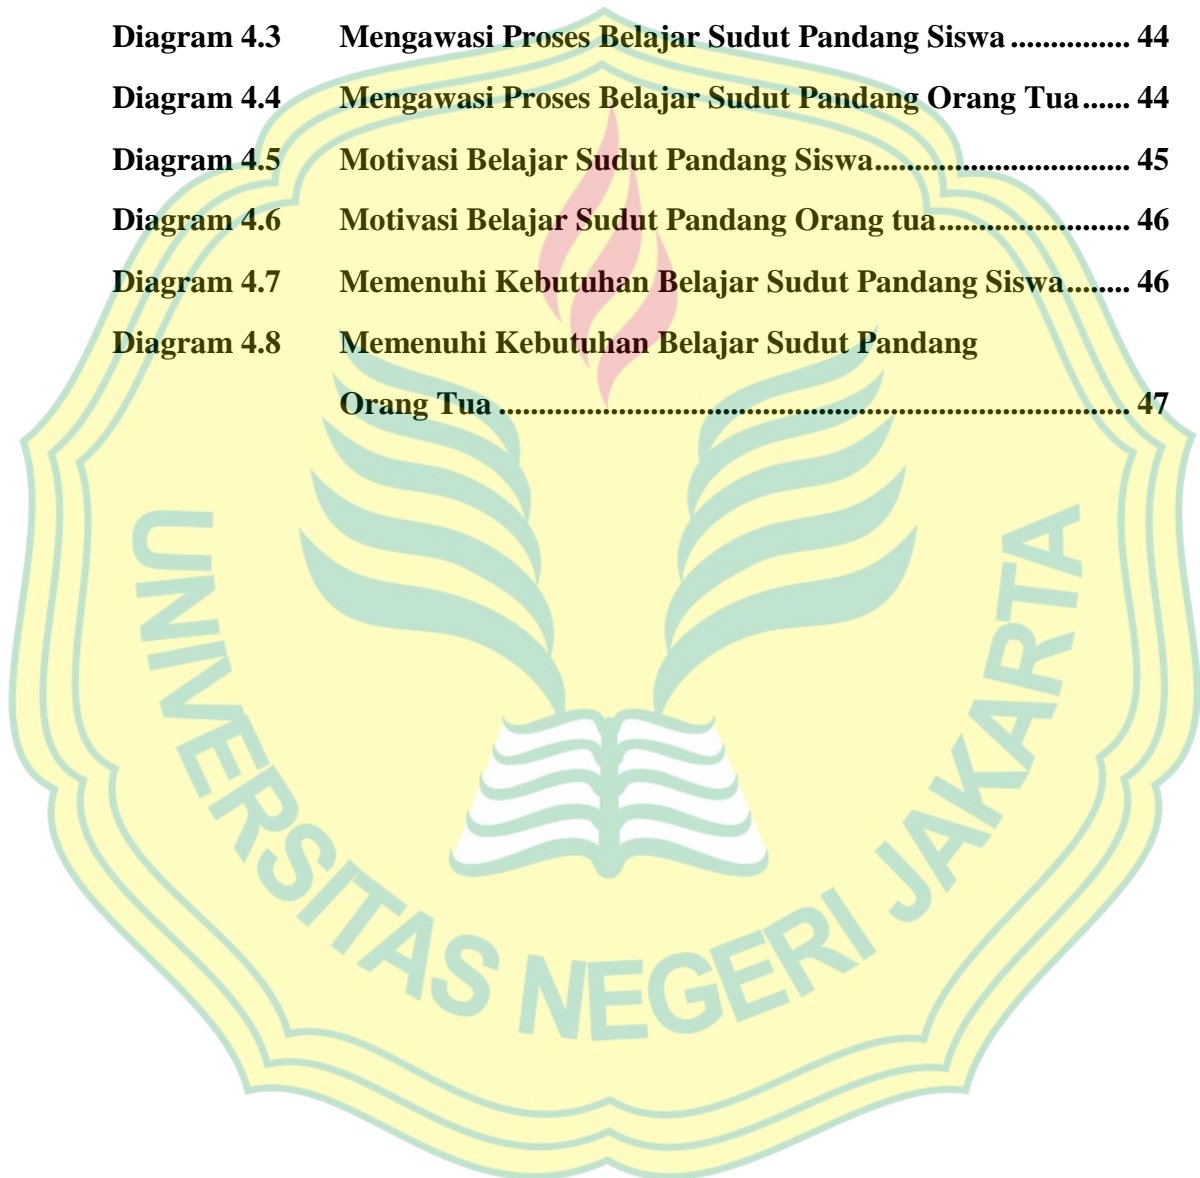 Diagram 4.3 Mengawasi Proses Belajar Sudut Pandang Siswa ............... 44
Diagram 4.4 Mengawasi Proses Belajar Sudut Pandang Orang Tua ...... 44
Diagram 4.5 Motivasi Belajar Sudut Pandang Siswa................................ 45
Diagram 4.6 Motivasi Belajar Sudut Pandang Orang tua........................ 46
Diagram 4.7 Memenuhi Kebutuhan Belajar Sudut Pandang Siswa........ 46
Diagram 4.8 Memenuhi Kebutuhan Belajar Sudut Pandang
Orang Tua ................................................................................ 47
UNIVERSITAS NEGERI JAKARTA